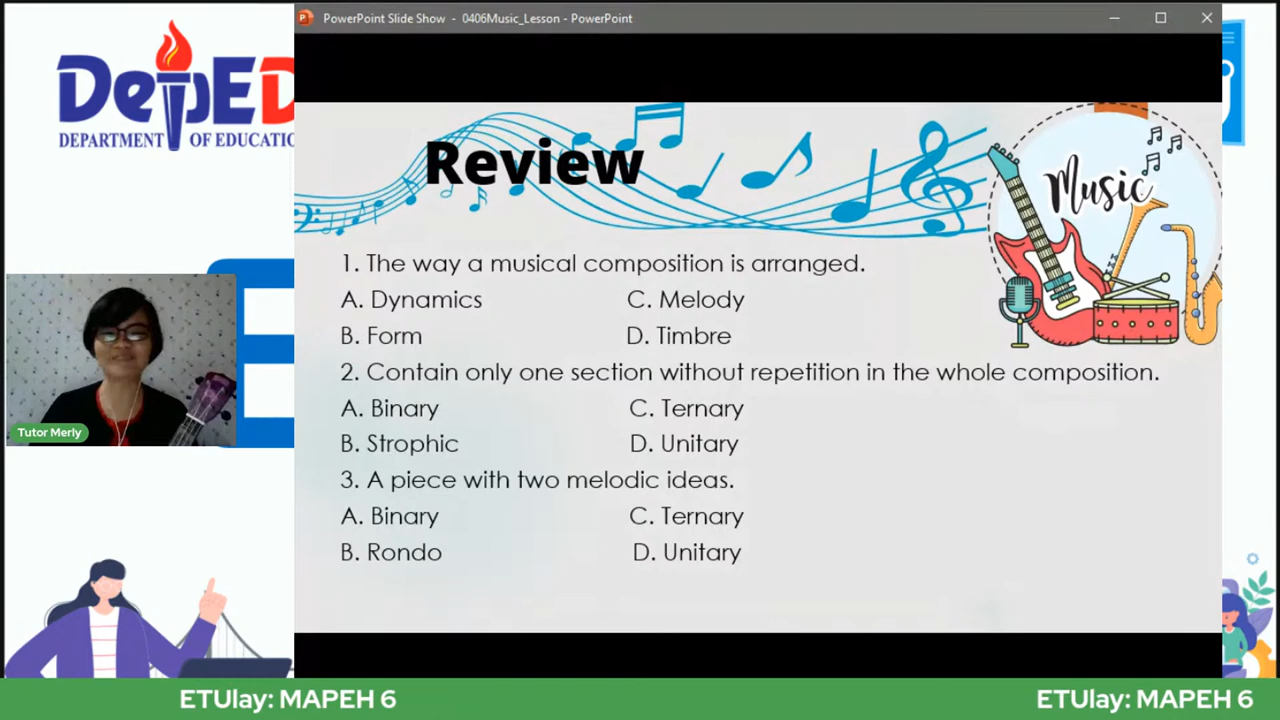 PowerPoint Slide Show - 0406Music_Lesson - PowerPoint
DepED
DEPARTMENT OF EDUCATIO
Review
Music
1. The way a musical composition is arranged.
A. Dynamics C. Melody
B. Form D. Timbre
2. Contain only one section without repetition in the whole composition.
A. Binary C. Ternary
B. Strophic D. Unitary
3. A piece with two melodic ideas.
A. Binary C. Ternary
B. Rondo D. Unitary
Tutor Merly
ETUlay: MAPEH 6 ETUlay: MAPEH 6